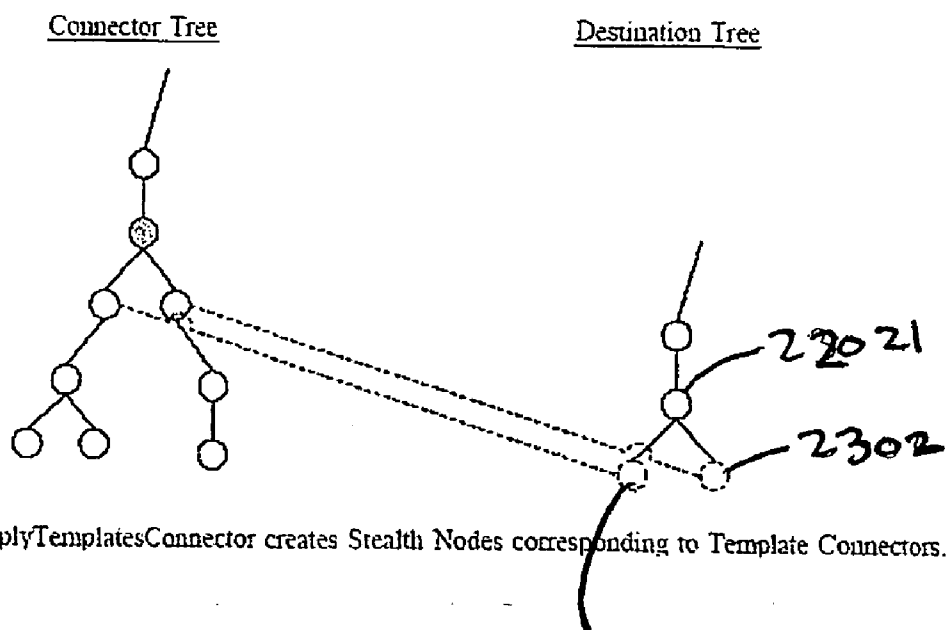 Connector Tree
Destination Tree
22021
2302
plyTemplatesConnector creates Stealth Nodes corresponding to Template Connectors.